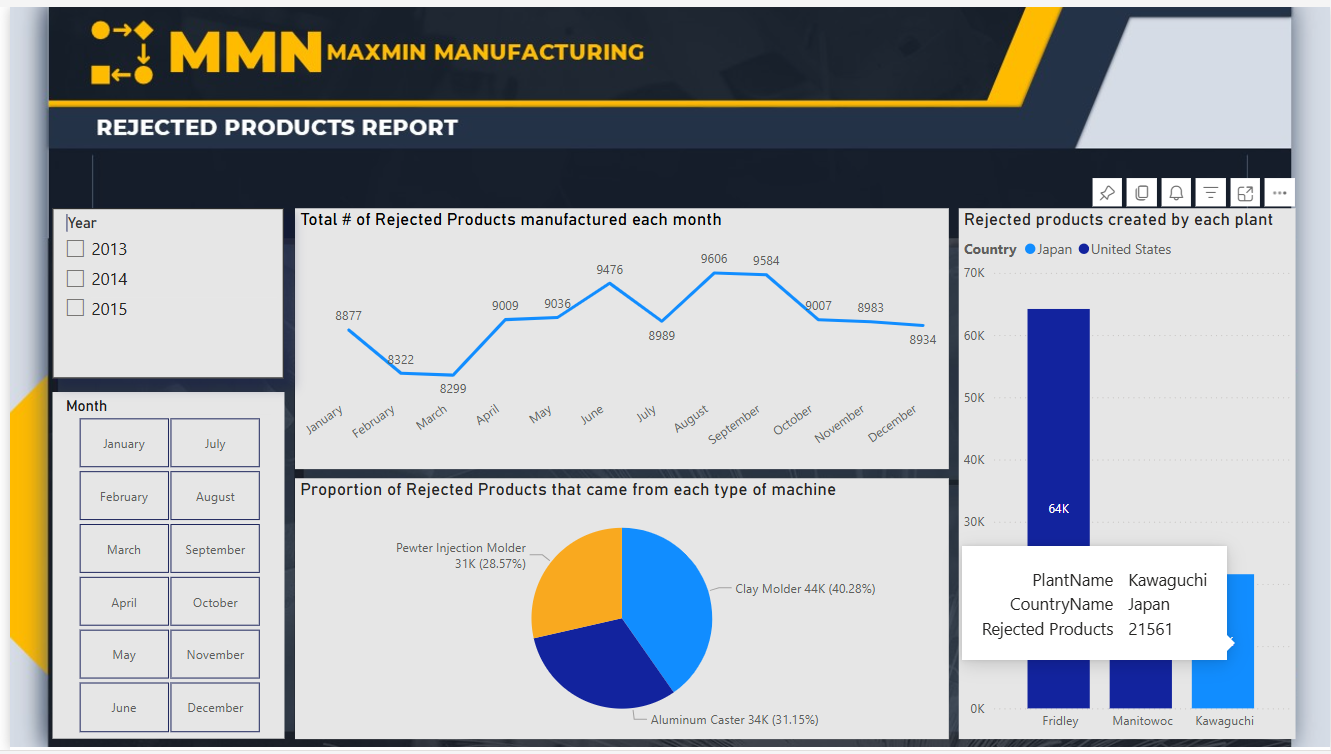 MMN MAXMIN MANUFACTURING
REJECTED PRODUCTS REPORT
Year
2013
2014
2015
Month
January
July
February
August
March
September
April
October
May
November
June
December
Total # of Rejected Products manufactured each month
8877
8322
8299
9009
9036
9476
8989
9606
9584
9007
8983
8934
January
February
March
April
May
June
July
August
September
October
November
December
Proportion of Rejected Products that came from each type of machine
Pewter Injection Molder
31K (28.57%)
Clay Molder 44K (40.28%)
Aluminum Caster 34K (31.15%)
Rejected products created by each plant
Country Japan United States
70K
60K
50K
40K
30K
0K
64K
PlantName Kawaguchi
CountryName Japan
Rejected Products 21561
Fridley
Manitowoc
Kawaguchi